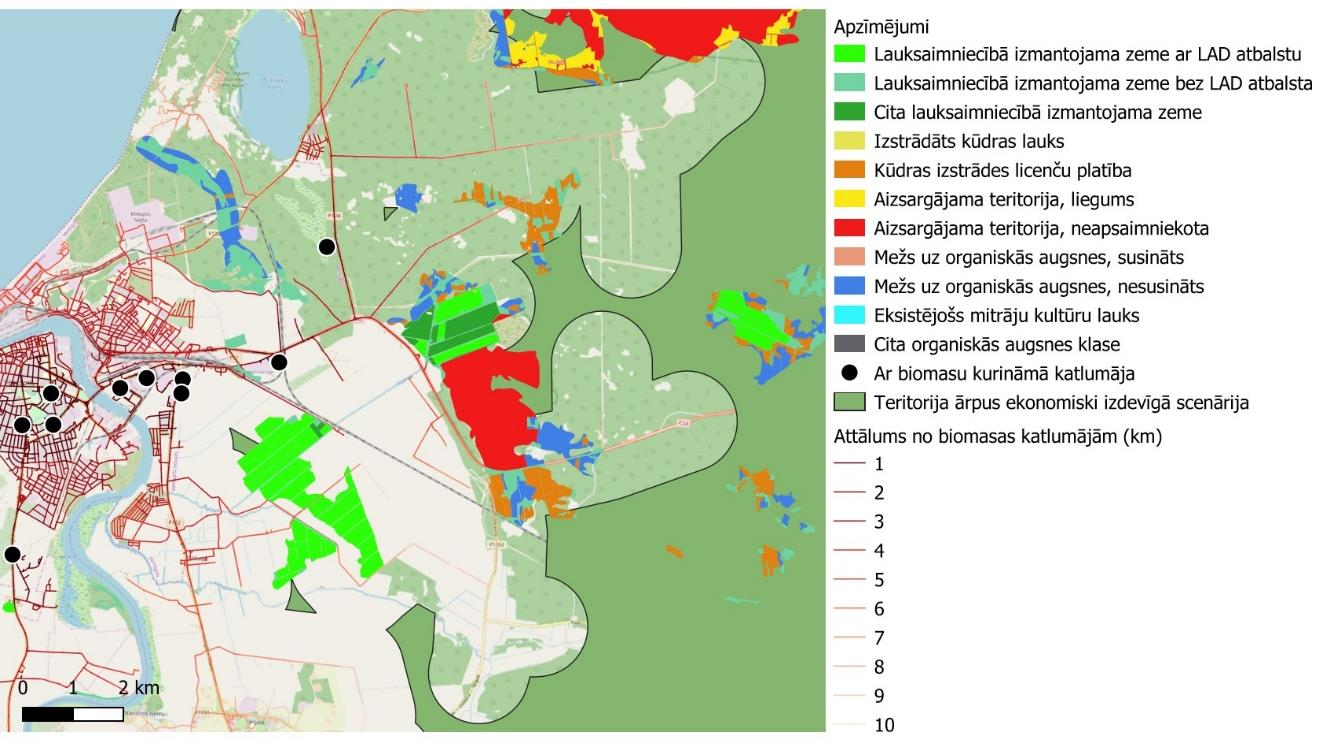 Apzīmējumi
Lauksaimniecībā izmantojama zeme ar LAD atbalstu
Lauksaimniecībā izmantojama zeme bez LAD atbalsta
Cita lauksaimniecībā izmantojama zeme
Izstrādāts kūdras lauks
Kūdras izstrādes licenču platība
Aizsargājama teritorija, liegums
Aizsargājama teritorija, neapsaimniekota
Mežs uz organiskās augsnes, susināts
Mežs uz organiskās augsnes, nesusināts
Eksistējošs mitrāju kultūru lauks
Cita organiskās augsnes klase
Ar biomasu kurināmā katlumāja
Teritorija ārpus ekonomiski izdevīgā scenārija
Attālums no biomasas katlumājām (km)
1
2
3
4
5
6
7
8
9
10
0 1 2 km